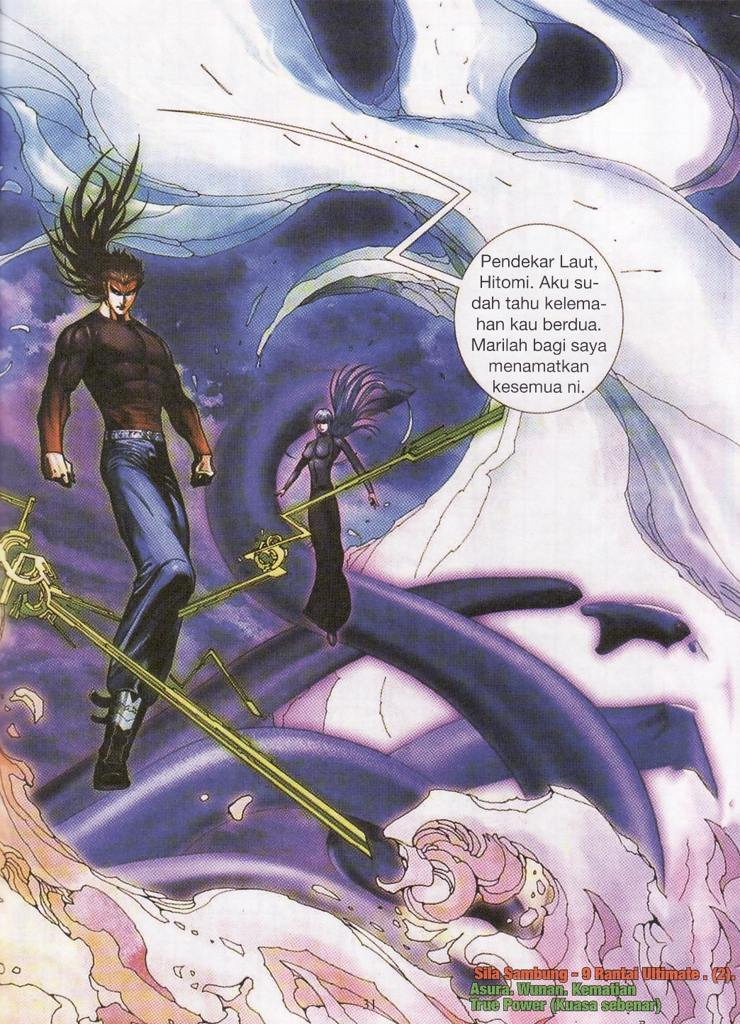 Pendekar Laut,
Hitomi. Aku su-
dah tahu kelema-
han kau berdua.
Marilah bagi saya
menamatkan
kesemua ni.
Sila Sambung - 9 Rantai Ultimate . (2).
Asura. Wunan. Kematian
True Power (Kuasa sebenar)
31